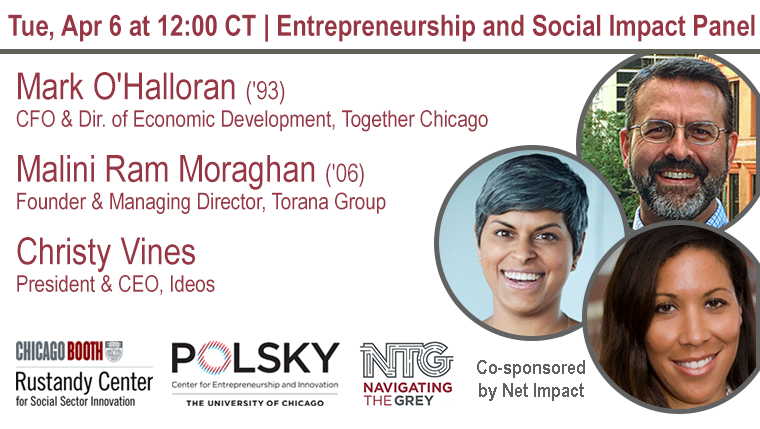 Tue, Apr 6 at 12:00 CT | Entrepreneurship and Social Impact Panel
Mark O'Halloran ('93)
CFO & Dir. of Economic Development, Together Chicago
Malini Ram Moraghan ('06)
Founder & Managing Director, Torana Group
Christy Vines
President & CEO, Ideos
CHICAGO BOOTH
Rustandy Center
for Social Sector Innovation
POLSKY
Center for Entrepreneurship and Innovation
THE UNIVERSITY OF CHICAGO
NTG
NAVIGATING
THE GREY
Co-sponsored
by Net Impact